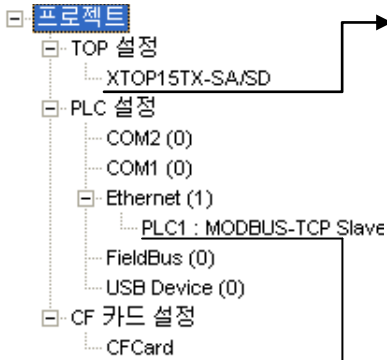 프로젝트
TOP 설정
XTOP15TX-SA/SD
PLC 설정
COM2 (0)
COM1 (0)
Ethernet (1)
PLC1 : MODBUS-TCP Slave
FieldBus (0)
USB Device (0)
CF 카드 설정
CFCard